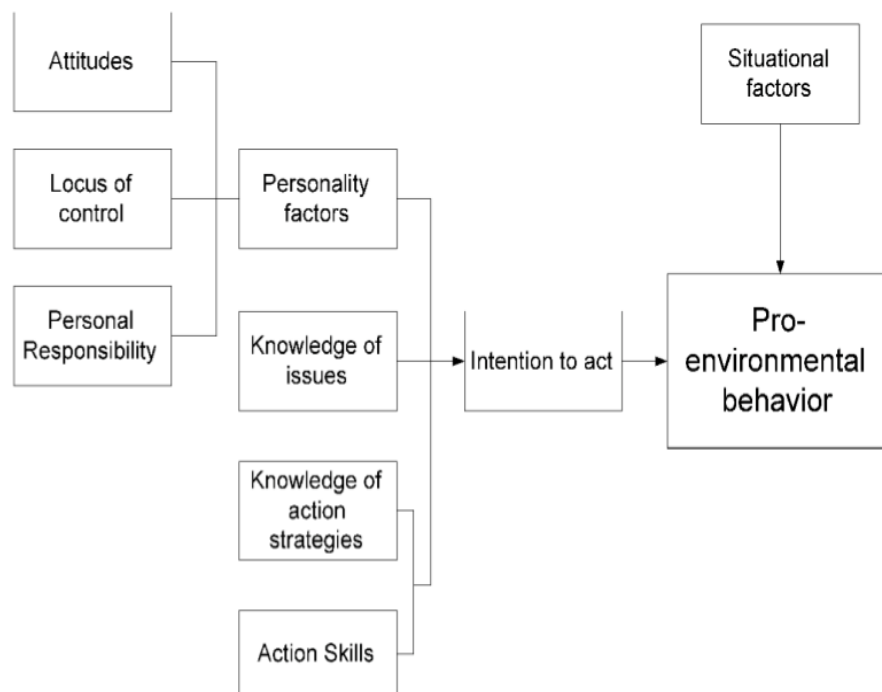 Attitudes
Locus of
control
Personal
Responsibility
Personality
factors
Knowledge of
issues
Knowledge of
action
strategies
Action Skills
Intention to act
Situational
factors
Pro-
environmental
behavior